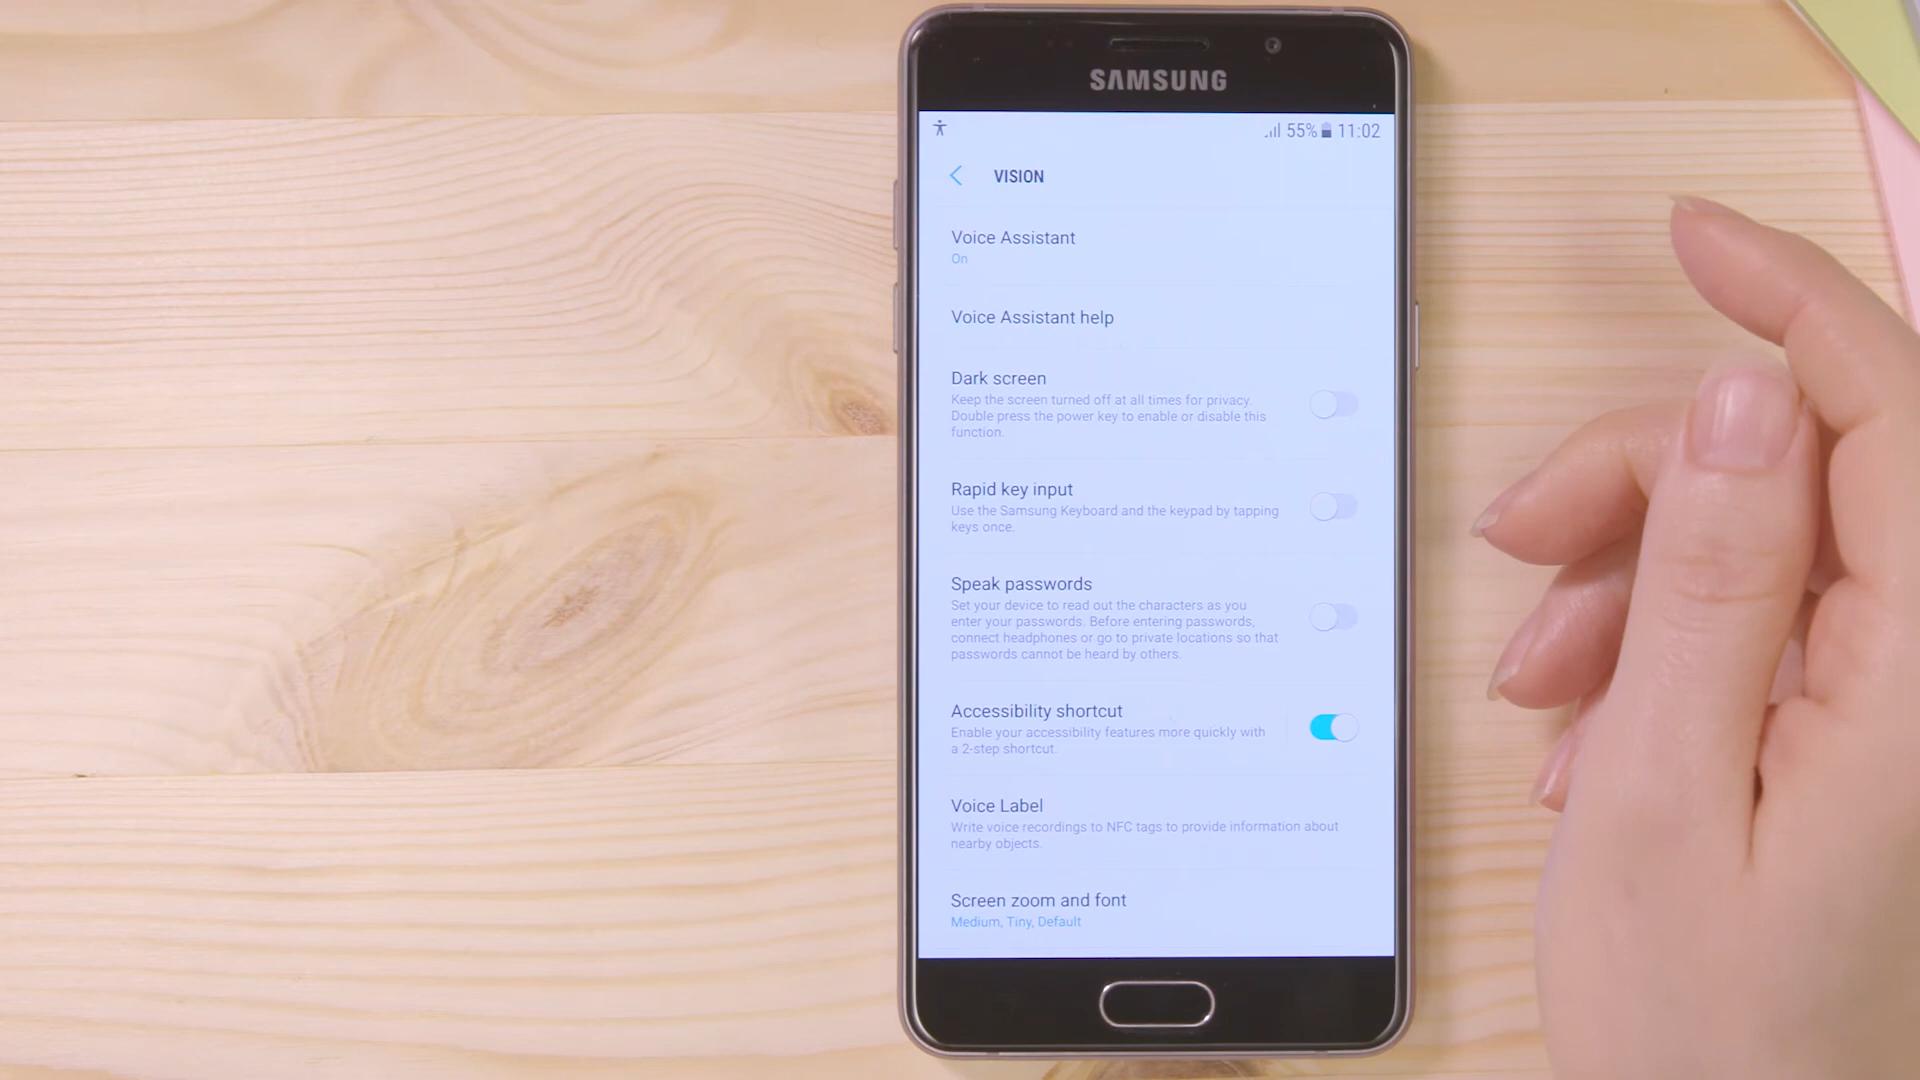 SAMSUNG
55% 11:02
VISION
Voice Assistant
On
Voice Assistant help
Dark screen
Keep the screen turned off at all times for privacy.
Double press the power key to enable or disable this
function.
Rapid key input
Use the Samsung Keyboard and the keypad by tapping
keys once.
Speak passwords
Set your device to read out the characters as you
enter your passwords. Before entering passwords,
connect headphones or go to private locations so that
passwords cannot be heard by others.
Accessibility shortcut
Enable your accessibility features more quickly with
a 2-step shortcut.
Voice Label
Write voice recordings to NFC tags to provide information about
nearby objects.
Screen zoom and font
Medium, Tiny, Default